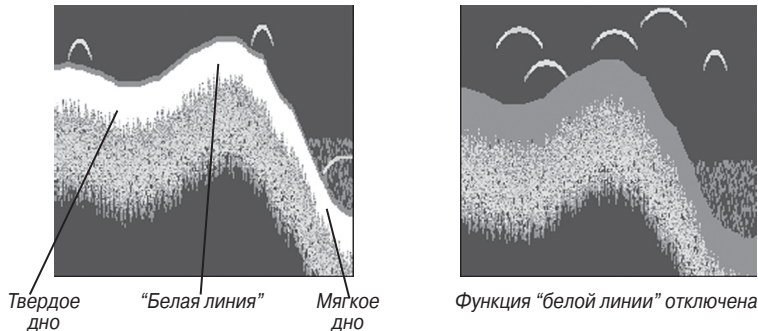 Твердое
дно
“Белая линия”
Мягкое
дно
Функция “белой линии” отключена